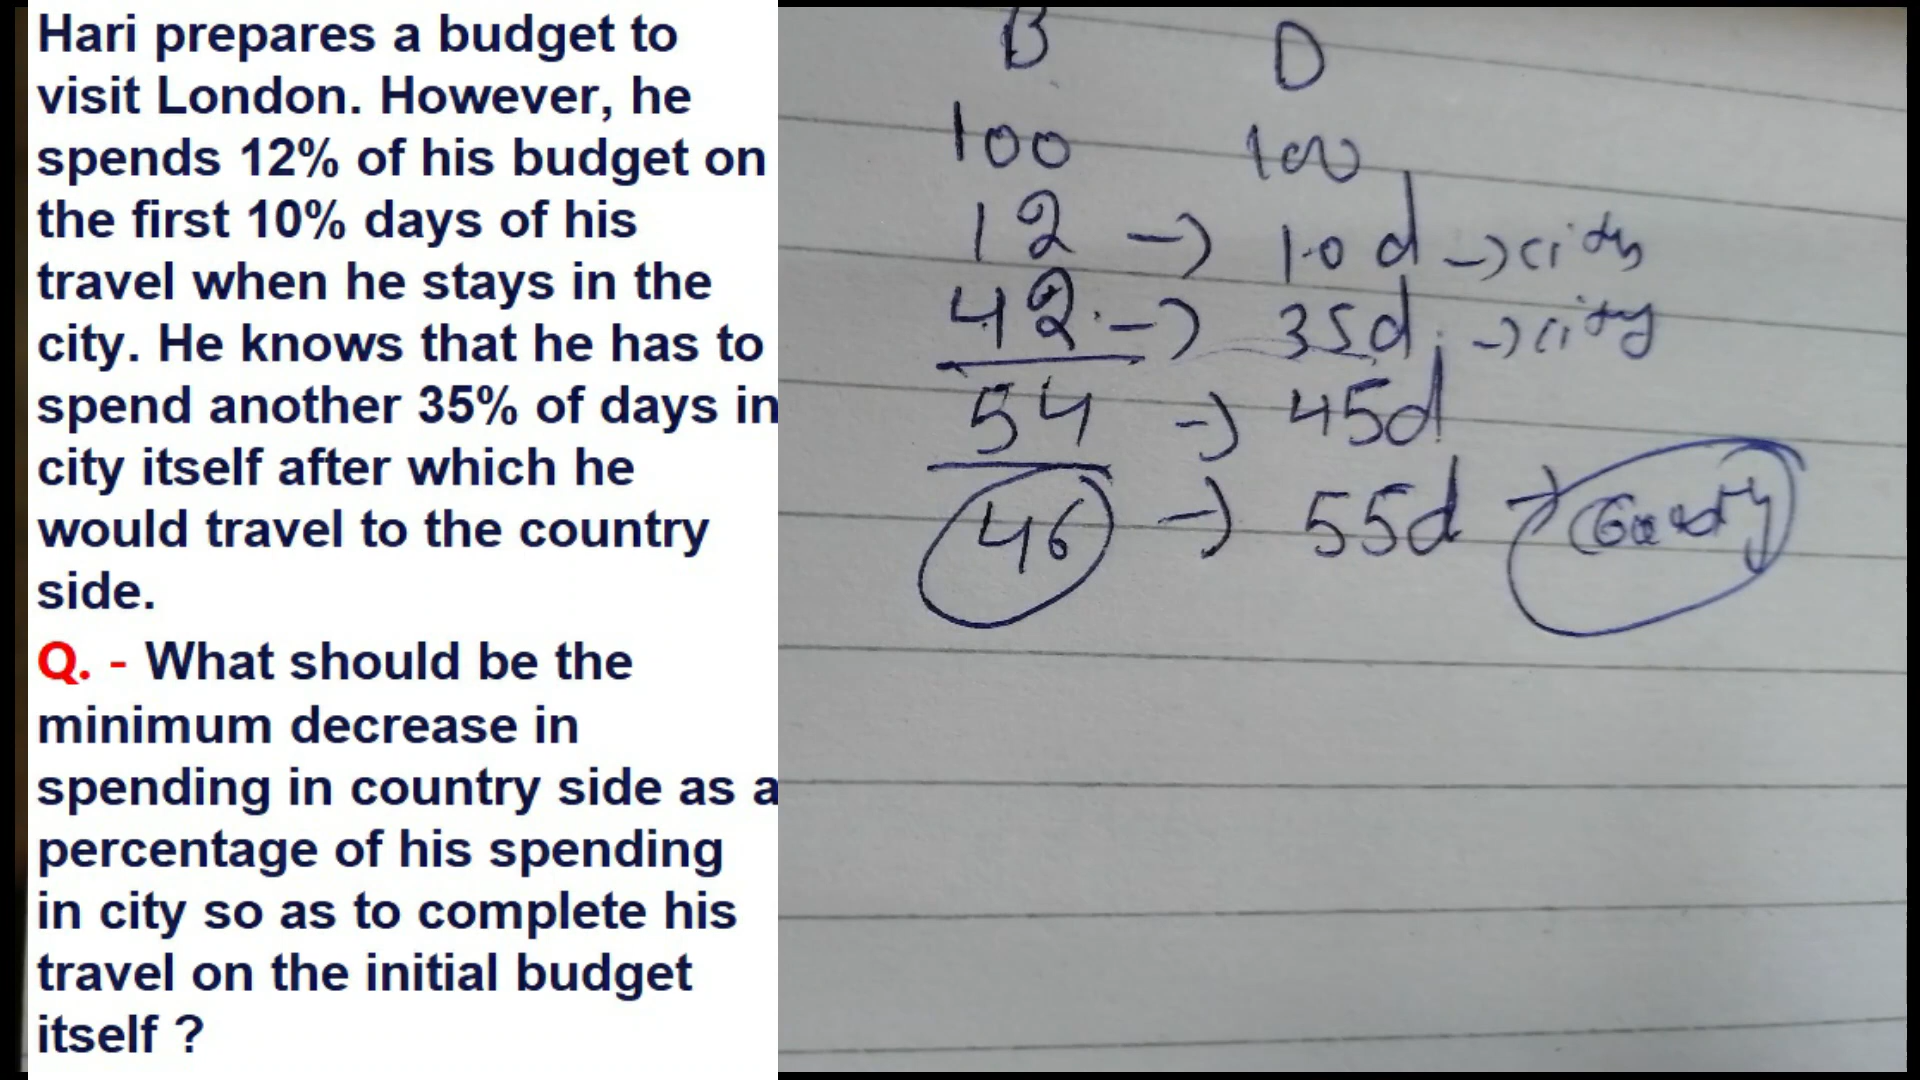 Hari prepares a budget to
visit London. However, he
spends 12% of his budget on
the first 10% days of his
travel when he stays in the
city. He knows that he has to
spend another 35% of days in
city itself after which he
would travel to the country
side.
Q. - What should be the
minimum decrease in
spending in country side as a
percentage of his spending
in city so as to complete his
travel on the initial budget
itself ?
B D
100 100
12 → 10 d → city
42 → 35d → city
54 → 45d
46 → 55d →